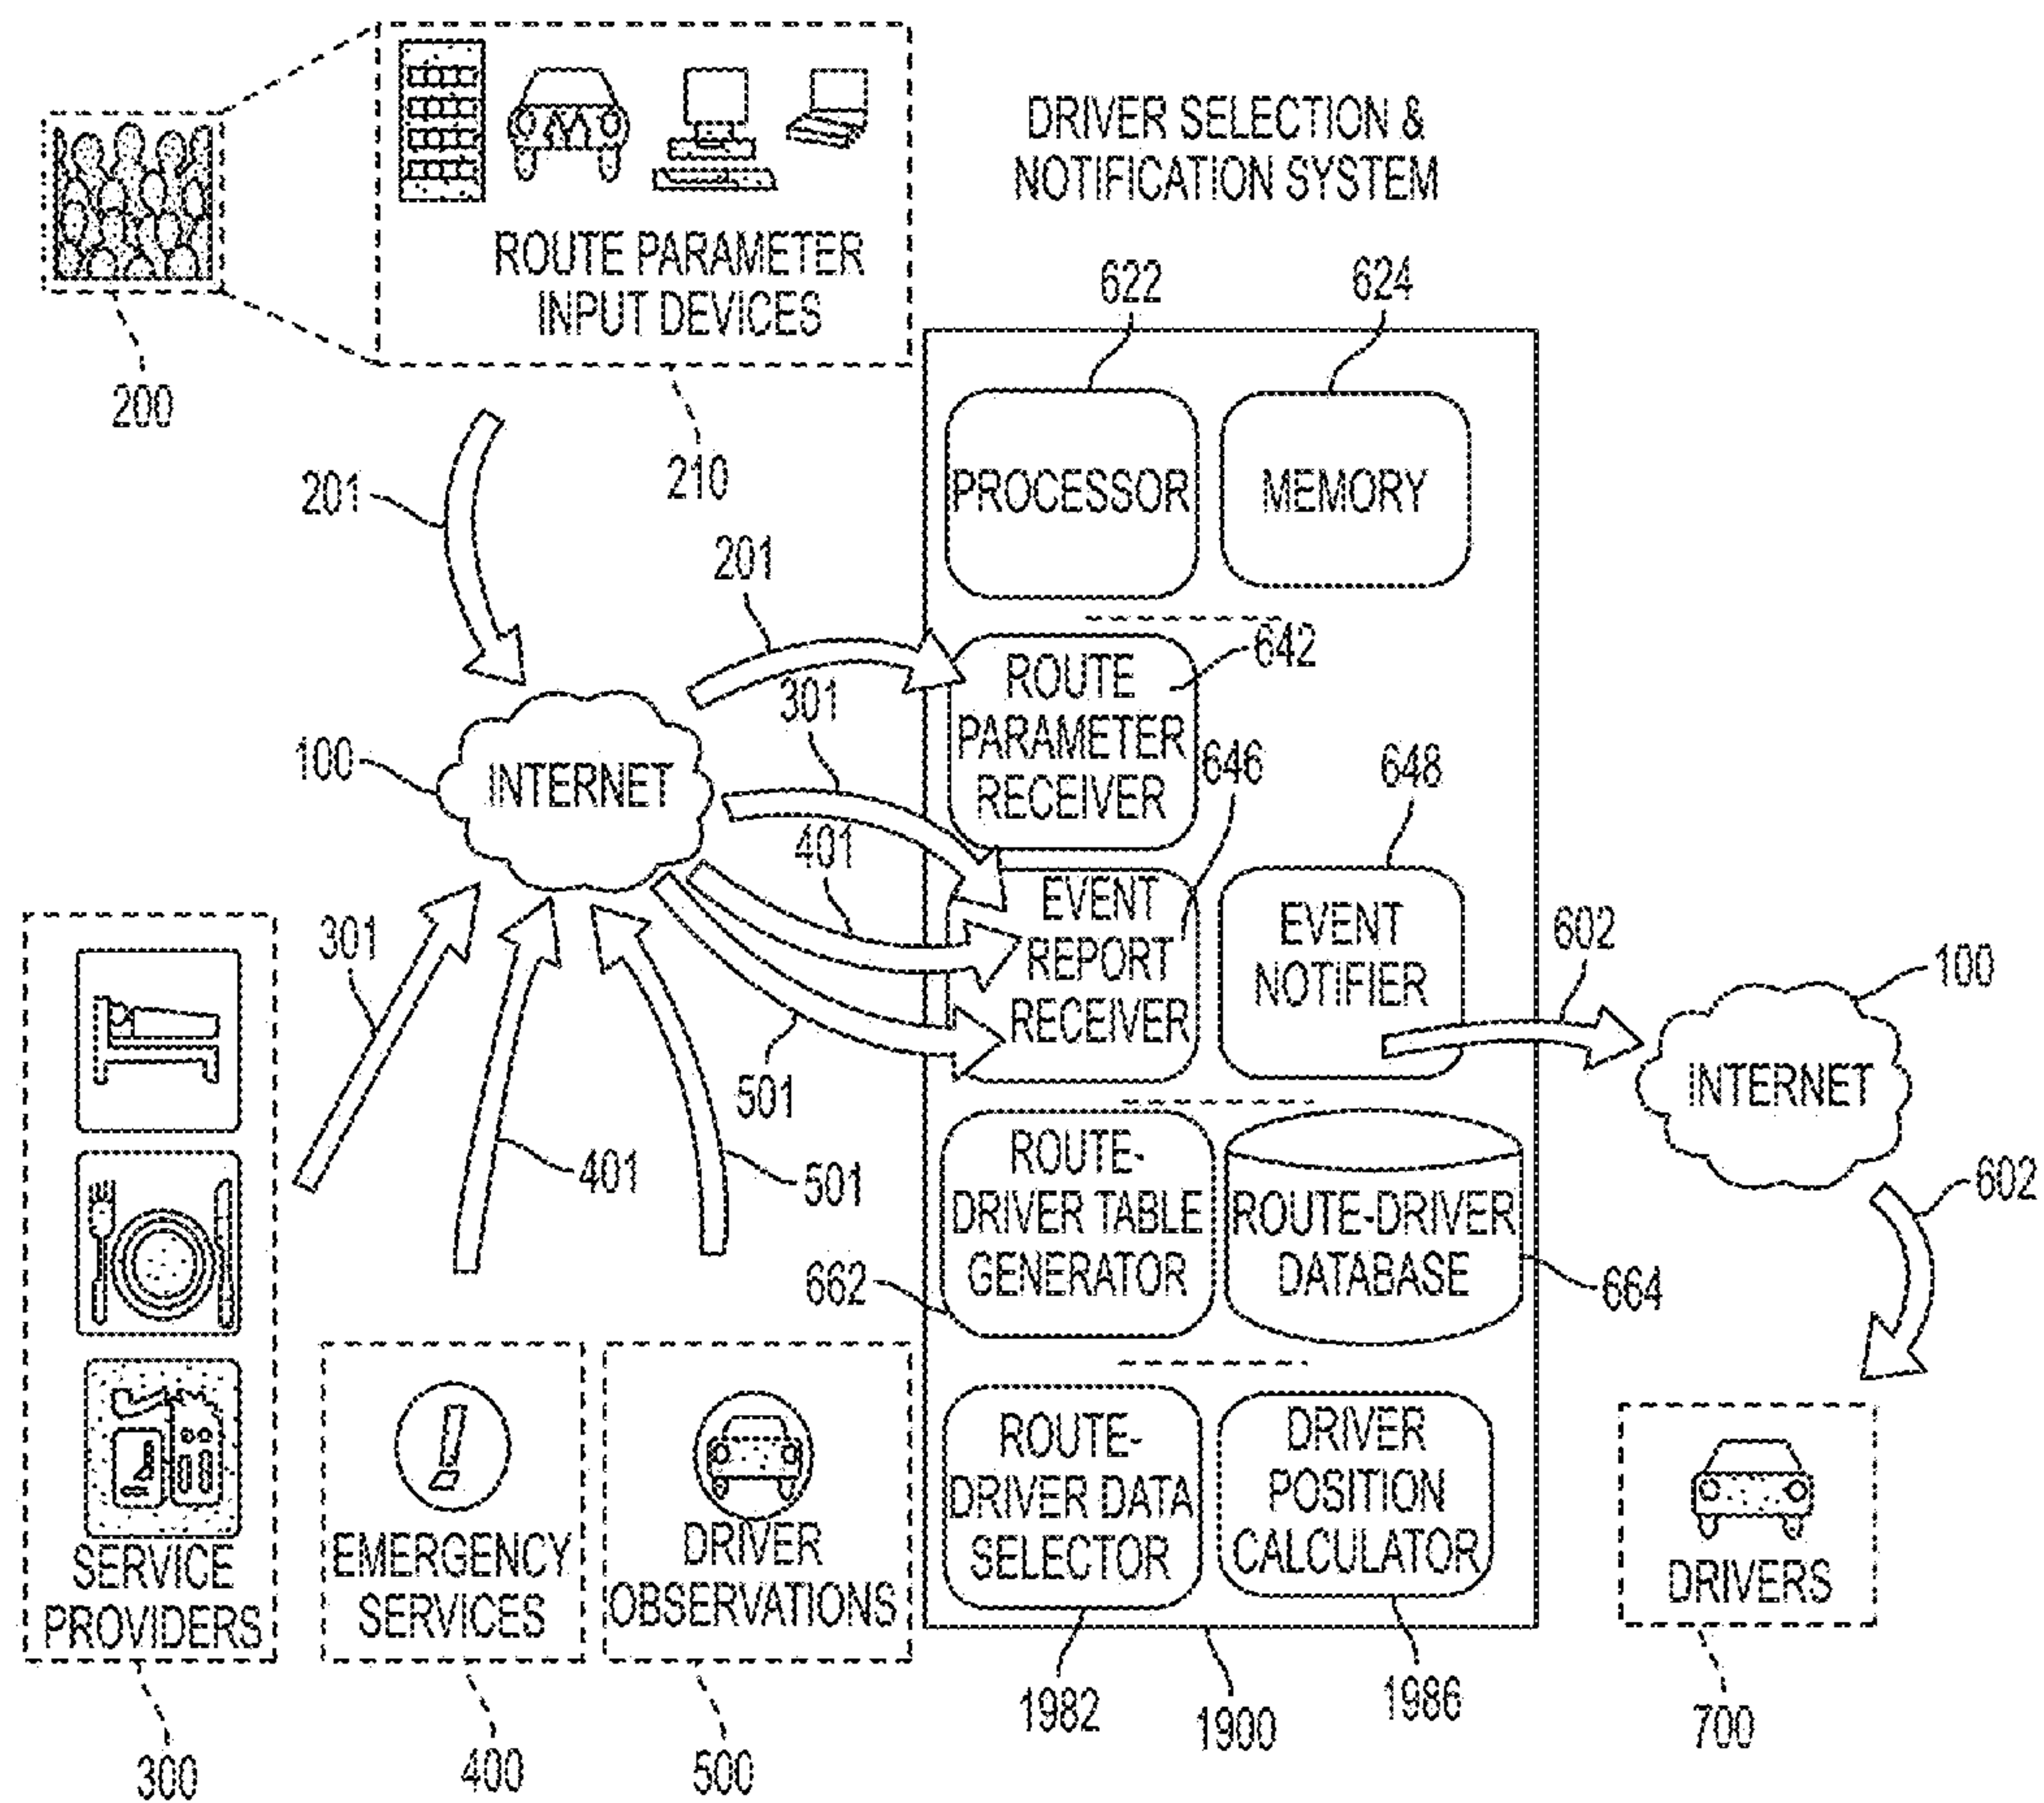 DRIVER SELECTION &
NOTIFICATION SYSTEM
ROUTE PARAMETER
INPUT DEVICES
200
210
201
622
624
PROCESSOR
MEMORY
201
642
ROUTE
PARAMETER
RECEIVER
301
100
INTERNET
646
648
401
EVENT
REPORT
RECEIVER
EVENT
NOTIFIER
602
100
INTERNET
301
501
401
501
602
ROUTE-
DRIVER TABLE
GENERATOR
ROUTE-DRIVER
DATABASE
662
664
ROUTE-
DRIVER DATA
SELECTOR
DRIVER
POSITION
CALCULATOR
SERVICE
PROVIDERS
EMERGENCY
SERVICES
DRIVER
OBSERVATIONS
DRIVERS
300
400
500
1982
1900
1986
700